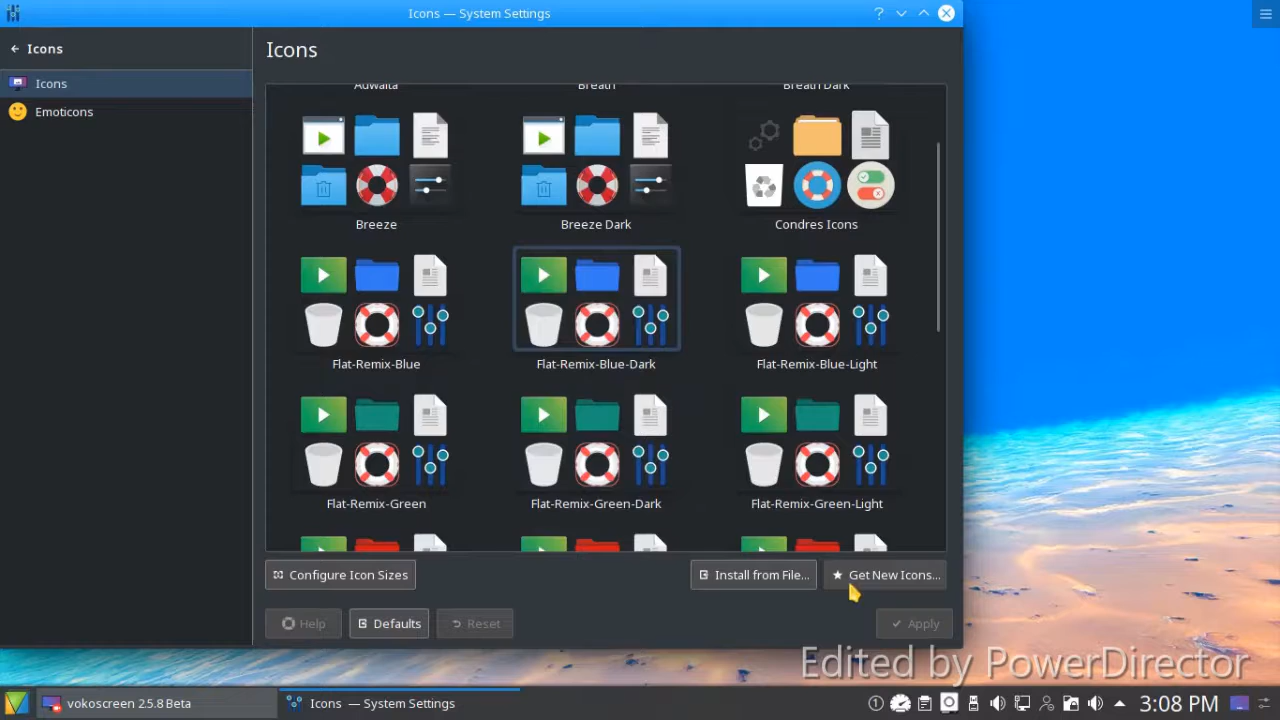 Icons — System Settings
Icons
Icons
Icons
Emoticons
Adwaita
Breath
Breath Dark
Breeze
Breeze Dark
Condres Icons
Flat-Remix-Blue
Flat-Remix-Blue-Dark
Flat-Remix-Blue-Light
Flat-Remix-Green
Flat-Remix-Green-Dark
Flat-Remix-Green-Light
Configure Icon Sizes
Install from File...
Get New Icons...
Help
Defaults
Reset
Apply
Edited by PowerDirector
vokoscreen 2.5.8 Beta
Icons — System Settings
3:08 PM